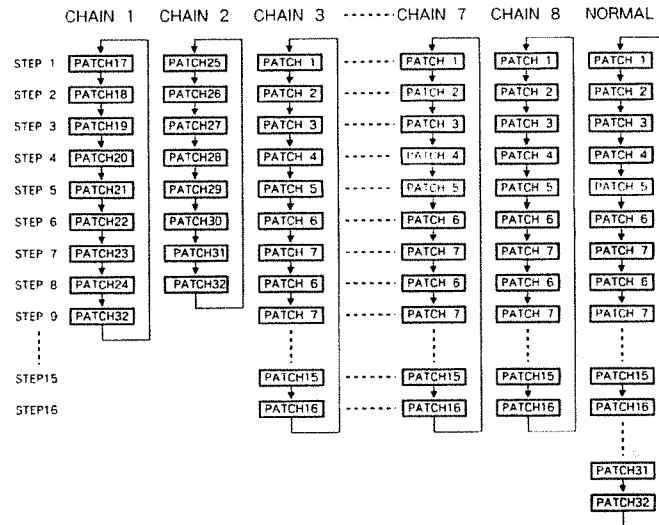 CHAIN 1 CHAIN 2 CHAIN 3 CHAIN 7 CHAIN 8 NORMAL
STEP 1 PATCH17 PATCH25 PATCH 1 PATCH 1 PATCH 1 PATCH 1
STEP 2 PATCH18 PATCH26 PATCH 2 PATCH 2 PATCH 2 PATCH 2
STEP 3 PATCH19 PATCH27 PATCH 3 PATCH 3 PATCH 3 PATCH 3
STEP 4 PATCH20 PATCH28 PATCH 4 PATCH 4 PATCH 4 PATCH 4
STEP 5 PATCH21 PATCH29 PATCH 5 PATCH 5 PATCH 5 PATCH 5
STEP 6 PATCH22 PATCH30 PATCH 6 PATCH 6 PATCH 6 PATCH 6
STEP 7 PATCH23 PATCH31 PATCH 7 PATCH 7 PATCH 7 PATCH 7
STEP 8 PATCH24 PATCH32 PATCH 6 PATCH 6 PATCH 6 PATCH 6
STEP 9 PATCH32 PATCH 7 PATCH 7 PATCH 7 PATCH 7
STEP15 PATCH15 PATCH15 PATCH15 PATCH15
STEP16 PATCH16 PATCH16 PATCH16 PATCH16
PATCH31
PATCH32